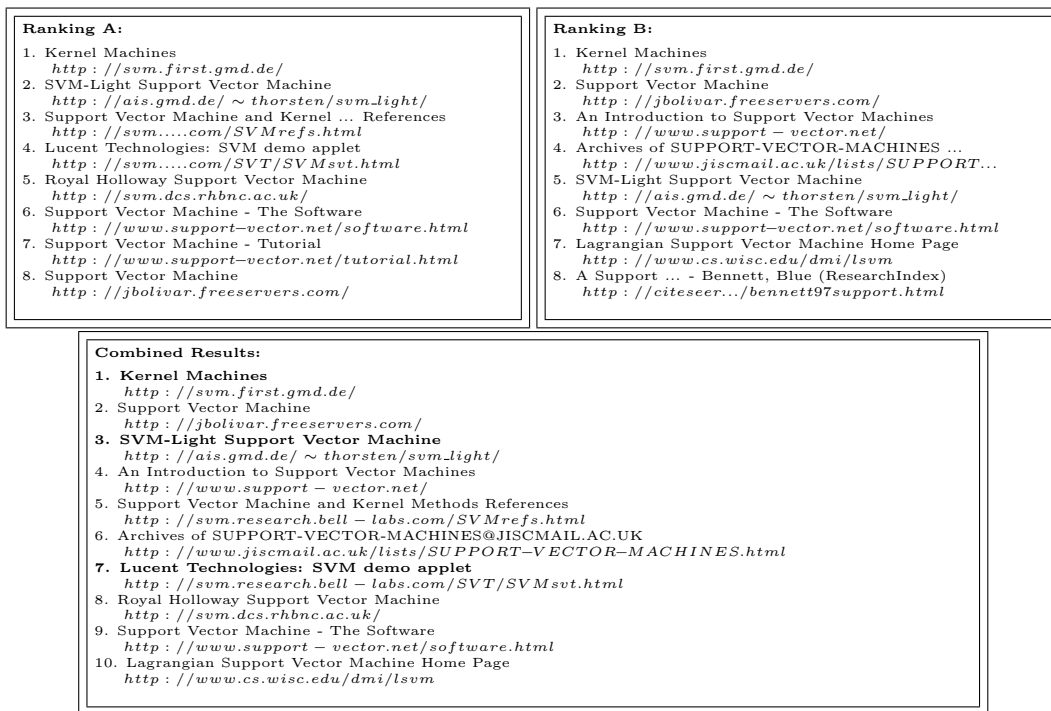 Ranking A:
1. Kernel Machines
http : //svm.first.gmd.de/
2. SVM-Light Support Vector Machine
http : //ais.gmd.de/ ∼ thorsten/svm_light/
3. Support Vector Machine and Kernel ... References
http : //svm.....com/SVMrefs.html
4. Lucent Technologies: SVM demo applet
http : //svm.....com/SVT/SVMsvt.html
5. Royal Holloway Support Vector Machine
http : //svm.dcs.rhbnc.ac.uk/
6. Support Vector Machine - The Software
http : //www.support−vector.net/software.html
7. Support Vector Machine - Tutorial
http : //www.support−vector.net/tutorial.html
8. Support Vector Machine
http : //jbolivar.freeservers.com/
Ranking B:
1. Kernel Machines
http : //svm.first.gmd.de/
2. Support Vector Machine
http : //jbolivar.freeservers.com/
3. An Introduction to Support Vector Machines
http : //www.support − vector.net/
4. Archives of SUPPORT-VECTOR-MACHINES ...
http : //www.jiscmail.ac.uk/lists/SUPPORT...
5. SVM-Light Support Vector Machine
http : //ais.gmd.de/ ∼ thorsten/svm_light/
6. Support Vector Machine - The Software
http : //www.support−vector.net/software.html
7. Lagrangian Support Vector Machine Home Page
http : //www.cs.wisc.edu/dmi/lsvm
8. A Support ... - Bennett, Blue (ResearchIndex)
http : //citeseer.../bennett97support.html
Combined Results:
1. Kernel Machines
http : //svm.first.gmd.de/
2. Support Vector Machine
http : //jbolivar.freeservers.com/
3. SVM-Light Support Vector Machine
http : //ais.gmd.de/ ∼ thorsten/svm_light/
4. An Introduction to Support Vector Machines
http : //www.support − vector.net/
5. Support Vector Machine and Kernel Methods References
http : //svm.research.bell − labs.com/SVMrefs.html
6. Archives of SUPPORT-VECTOR-MACHINES@JISCMAIL.AC.UK
http : //www.jiscmail.ac.uk/lists/SUPPORT−VECTOR−MACHINES.html
7. Lucent Technologies: SVM demo applet
http : //svm.research.bell − labs.com/SVT/SVMsvt.html
8. Royal Holloway Support Vector Machine
http : //svm.dcs.rhbnc.ac.uk/
9. Support Vector Machine - The Software
http : //www.support − vector.net/software.html
10. Lagrangian Support Vector Machine Home Page
http : //www.cs.wisc.edu/dmi/lsvm